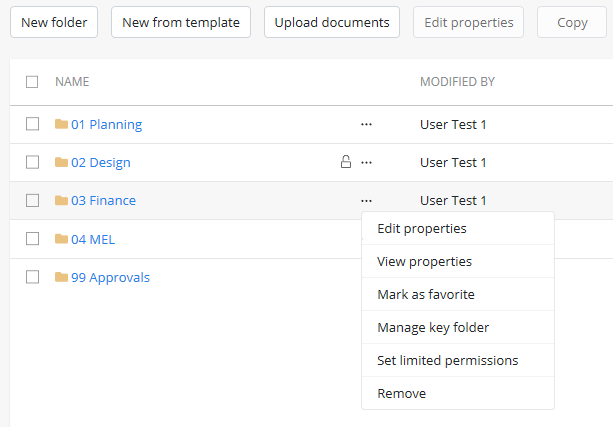 New folder New from template Upload documents Edit properties Copy
NAME MODIFIED BY
01 Planning ... User Test 1
02 Design ... User Test 1
03 Finance ... User Test 1
04 MEL
99 Approvals
Edit properties
View properties
Mark as favorite
Manage key folder
Set limited permissions
Remove